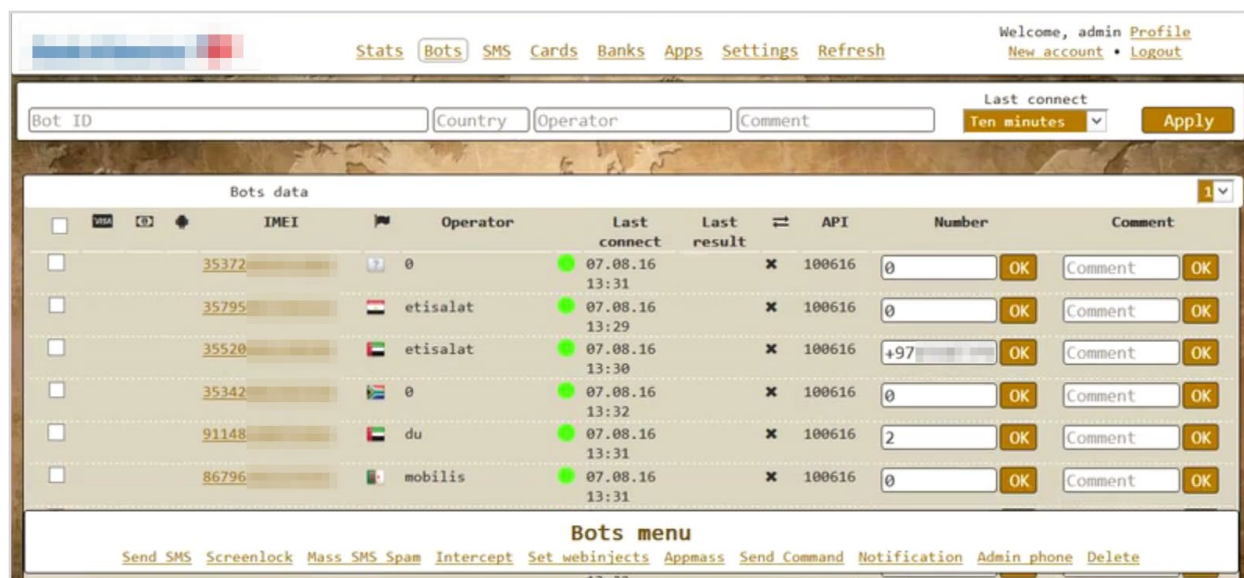 Welcome, admin Profile
Stats Bots SMS Cards Banks Apps Settings Refresh
New account • Logout
Last connect
Bot ID Country Operator Comment Ten minutes Apply
Bots data 1
VISA IMEI Operator Last connect Last result API Number Comment
35372 0 07.08.16 13:31 100616 0 OK Comment OK
35795 etisalat 07.08.16 13:29 100616 0 OK Comment OK
35520 etisalat 07.08.16 13:30 100616 +97 OK Comment OK
35342 0 07.08.16 13:32 100616 0 OK Comment OK
91148 du 07.08.16 13:31 100616 2 OK Comment OK
86796 mobilis 07.08.16 13:31 100616 0 OK Comment OK
Bots menu
Send SMS Screenlock Mass SMS Spam Intercept Set webinjects Appmass Send Command Notification Admin phone Delete